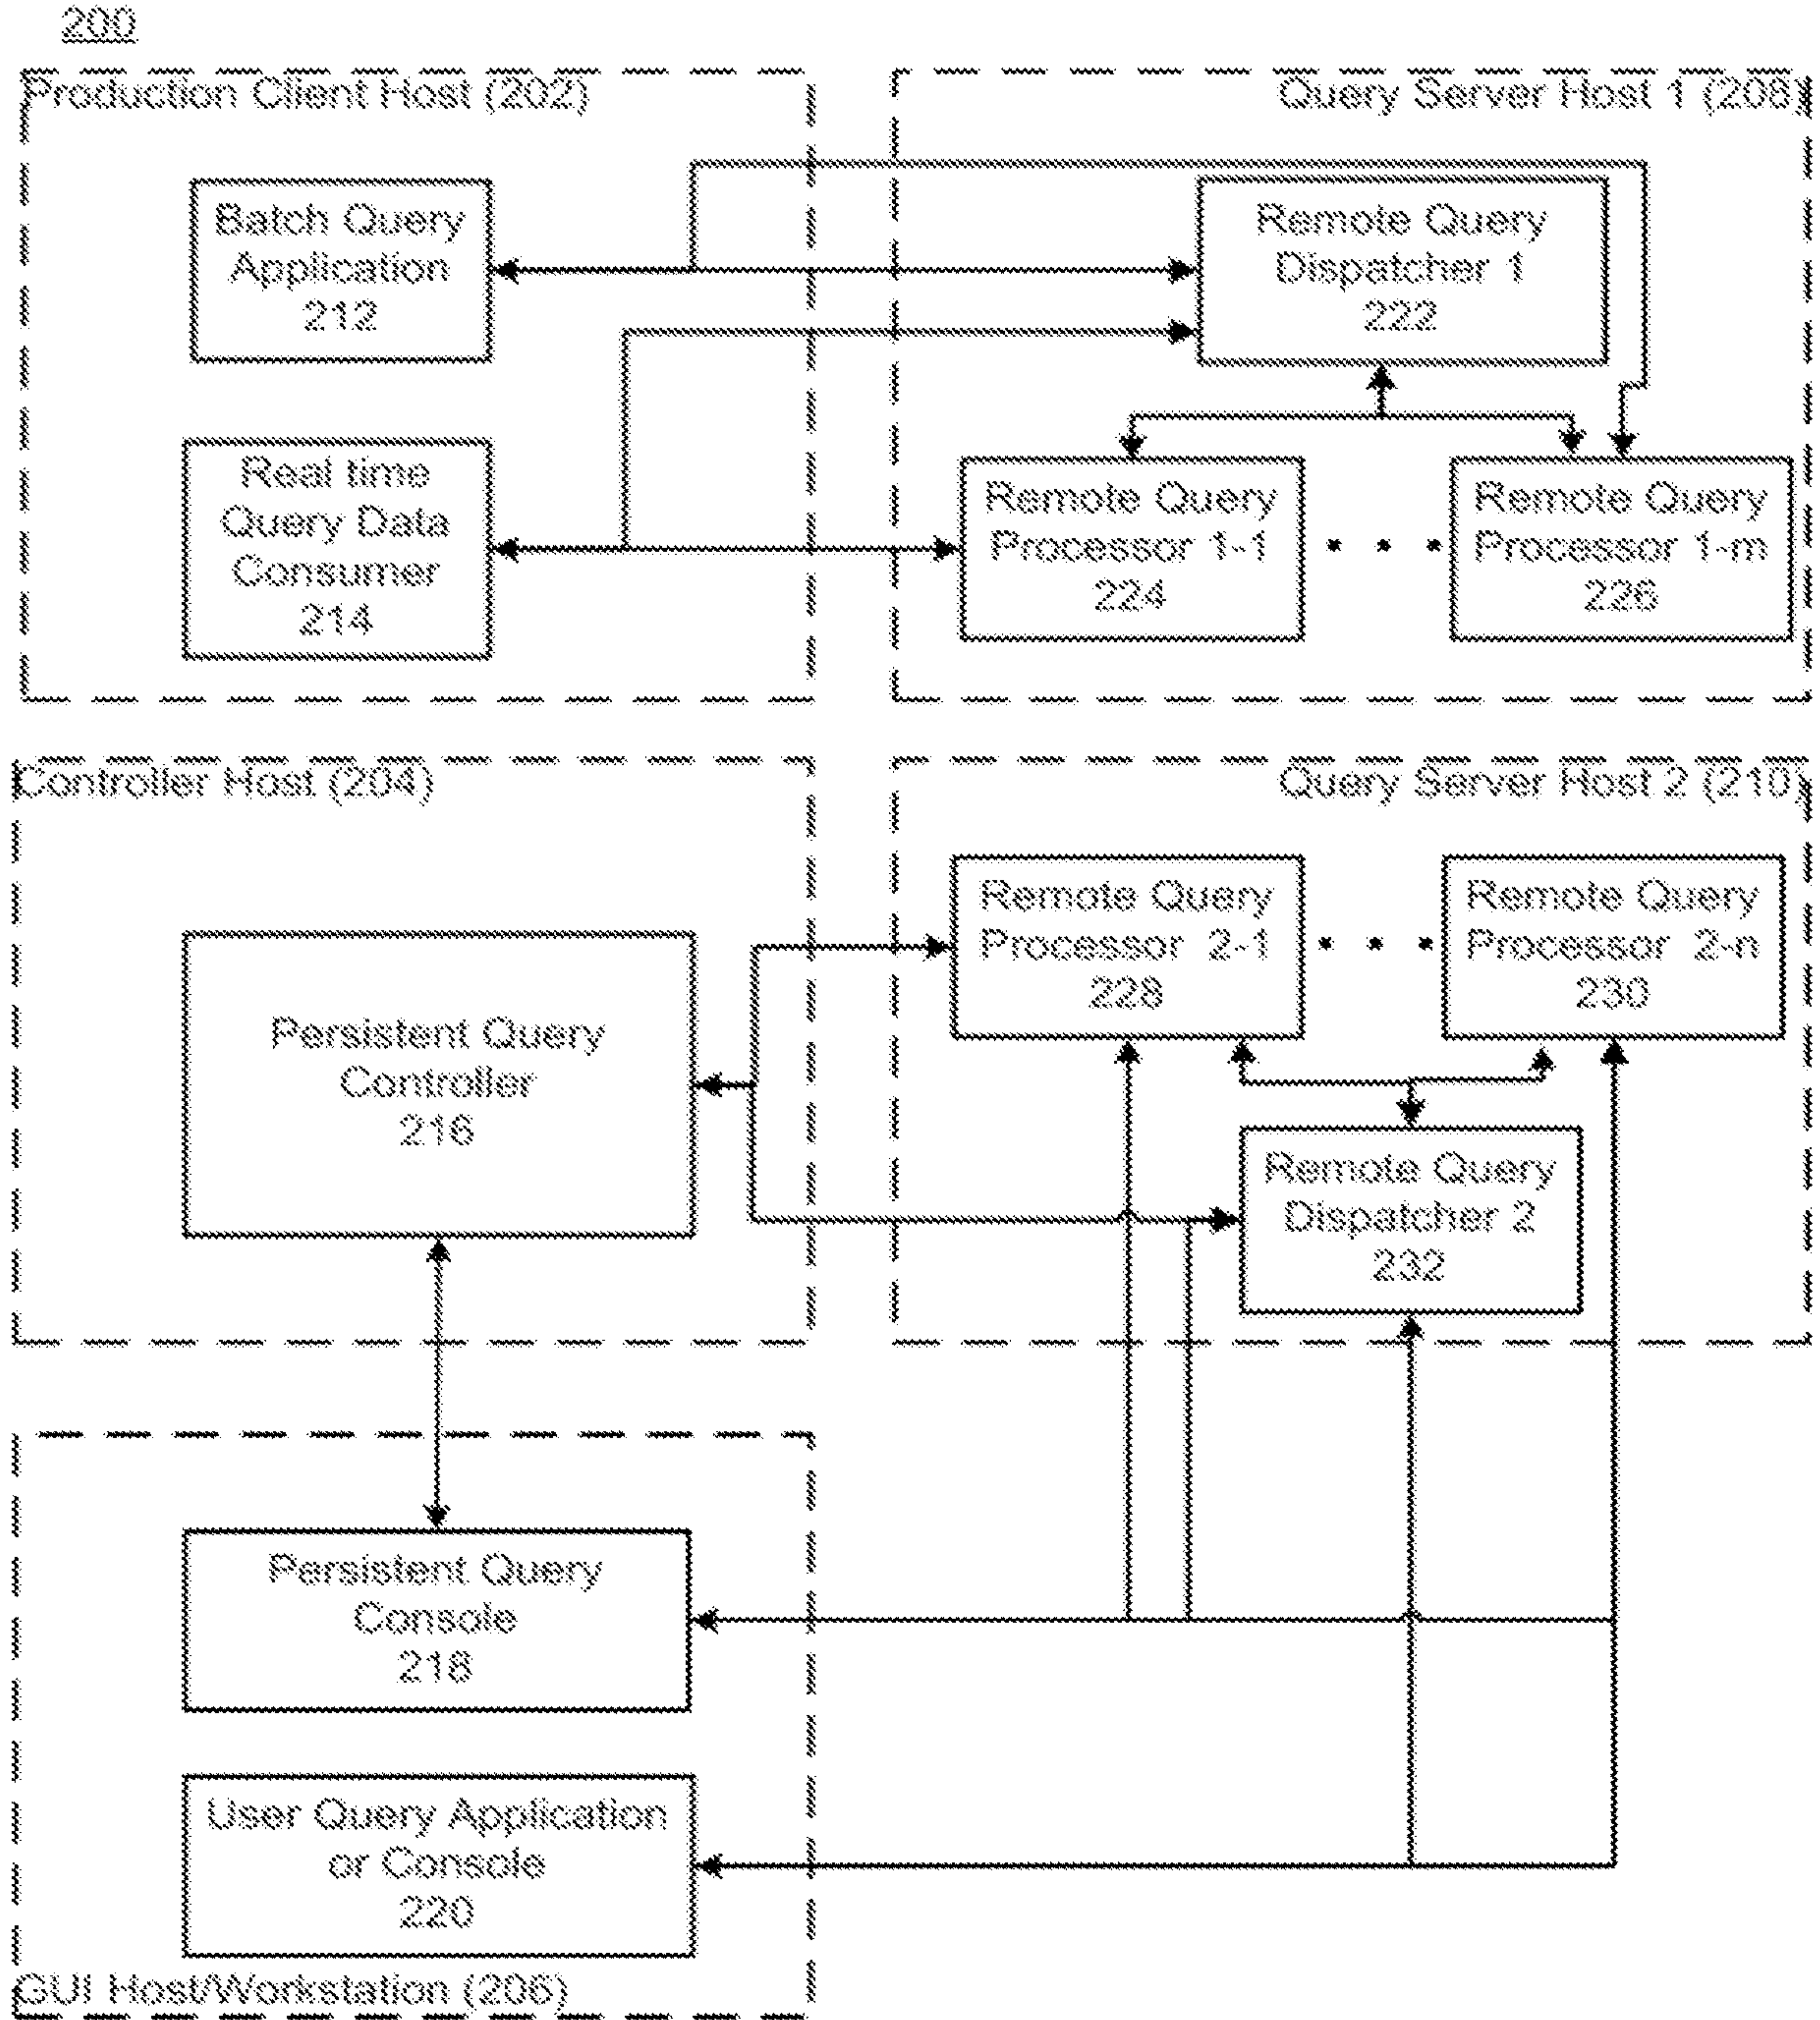 200
Production Client Host (202)
Query Server Host 1 (208)
Batch Query
Application
212
Remote Query
Dispatcher 1
222
Real time
Query Data
Consumer
214
Remote Query
Processor 1-1
224
Remote Query
Processor 1-m
226
Controller Host (204)
Query Server Host 2 (210)
Remote Query
Processor 2-1
228
Remote Query
Processor 2-n
230
Persistent Query
Controller
216
Remote Query
Dispatcher 2
232
Persistent Query
Console
218
User Query Application
or Console
220
GUI Host/Workstation (206)